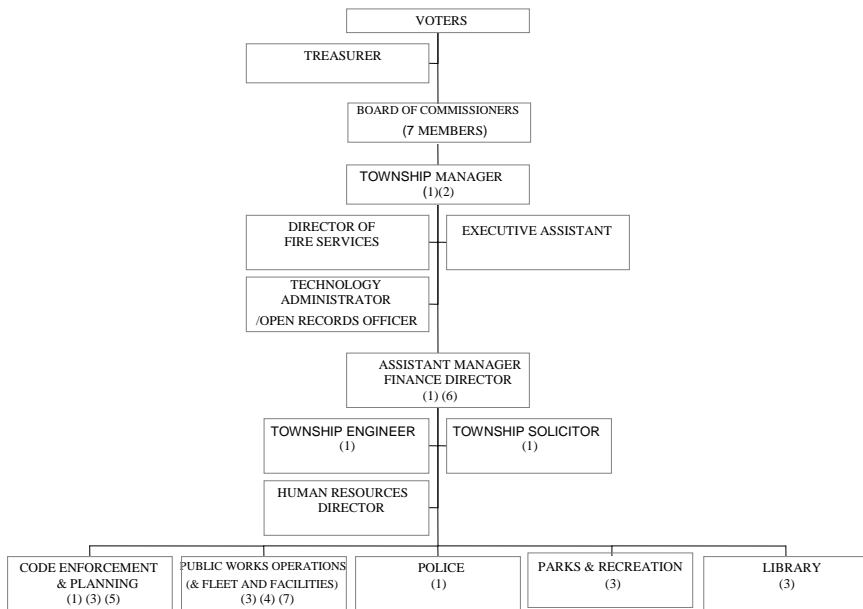 VOTERS
TREASURER
BOARD OF COMMISSIONERS
(7 MEMBERS)
TOWNSHIP MANAGER
(1)(2)
DIRECTOR OF
FIRE SERVICES
EXECUTIVE ASSISTANT
TECHNOLOGY
ADMINISTRATOR
/OPEN RECORDS OFFICER
ASSISTANT MANAGER
FINANCE DIRECTOR
(1) (6)
TOWNSHIP ENGINEER
(1)
TOWNSHIP SOLICITOR
(1)
HUMAN RESOURCES
DIRECTOR
CODE ENFORCEMENT
& PLANNING
(1) (3) (5)
PUBLIC WORKS OPERATIONS
(& FLEET AND FACILITIES)
(3) (4) (7)
POLICE
(1)
PARKS & RECREATION
(3)
LIBRARY
(3)